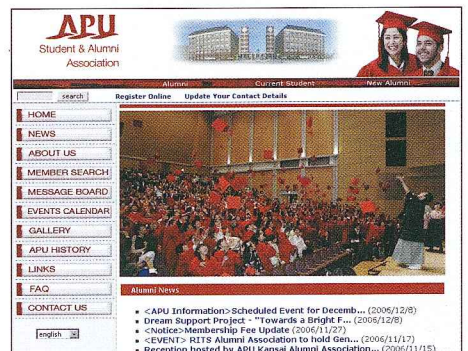 APU
Student & Alumni
Association
Alumni
Current Student
New Alumni
search
Register Online Update Your Contact Details
HOME
NEWS
ABOUT US
MEMBER SEARCH
MESSAGE BOARD
EVENTS CALENDAR
GALLERY
APU HISTORY
LINKS
FAQ
CONTACT US
english
Alumni News
<APU Information>Scheduled Event for Decemb... (2006/12/8)
Dream Support Project - "Towards a Bright F... (2006/12/8)
<Notice>Membership Fee Update (2006/11/27)
<EVENT> RITS Alumni Association to hold Gen... (2006/11/17)
Reception hosted by APU Kansai Alumni Association... (2006/11/15)